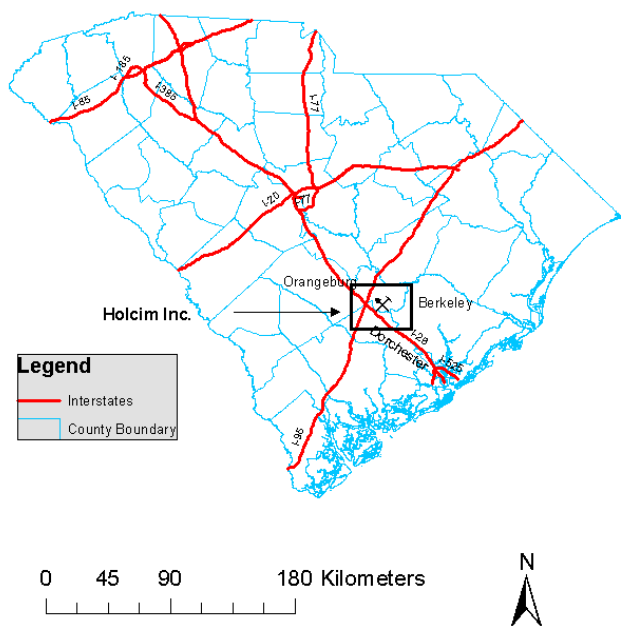 I-185
I-85
I-385
I-77
I-20
I-77
Orangeburg
Berkeley
Holcim Inc.
I-26
Dorchester
I-526
I-95
Legend
Interstates
County Boundary
N
0 45 90 180 Kilometers